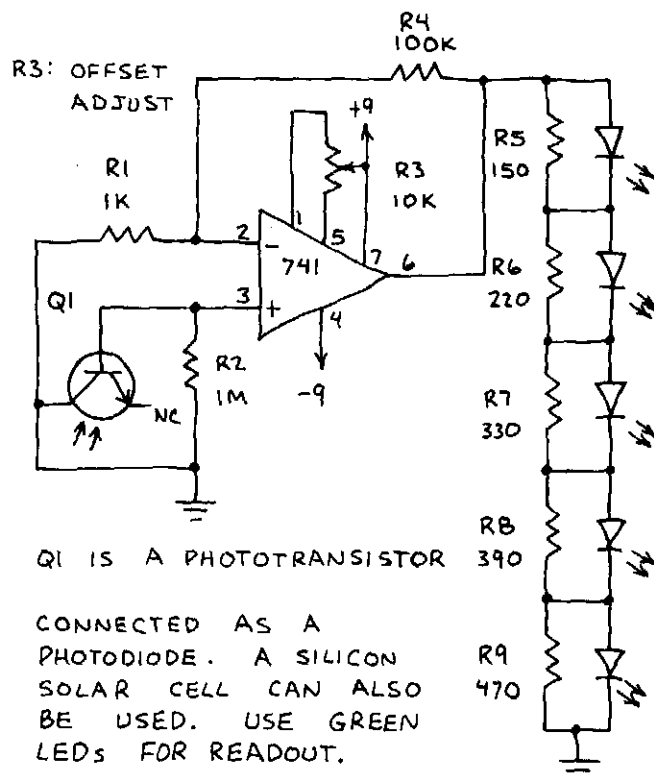 R4
100K
R3: OFFSET
ADJUST
+9
R1
1K
R3
10K
1
5
7
2
-
741
6
3
+
4
Q1
R2
1M
-9
NC
R5
150
R6
220
R7
330
R8
390
R9
470
Q1 IS A PHOTOTRANSISTOR
CONNECTED AS A
PHOTODIODE. A SILICON
SOLAR CELL CAN ALSO
BE USED. USE GREEN
LEDs FOR READOUT.